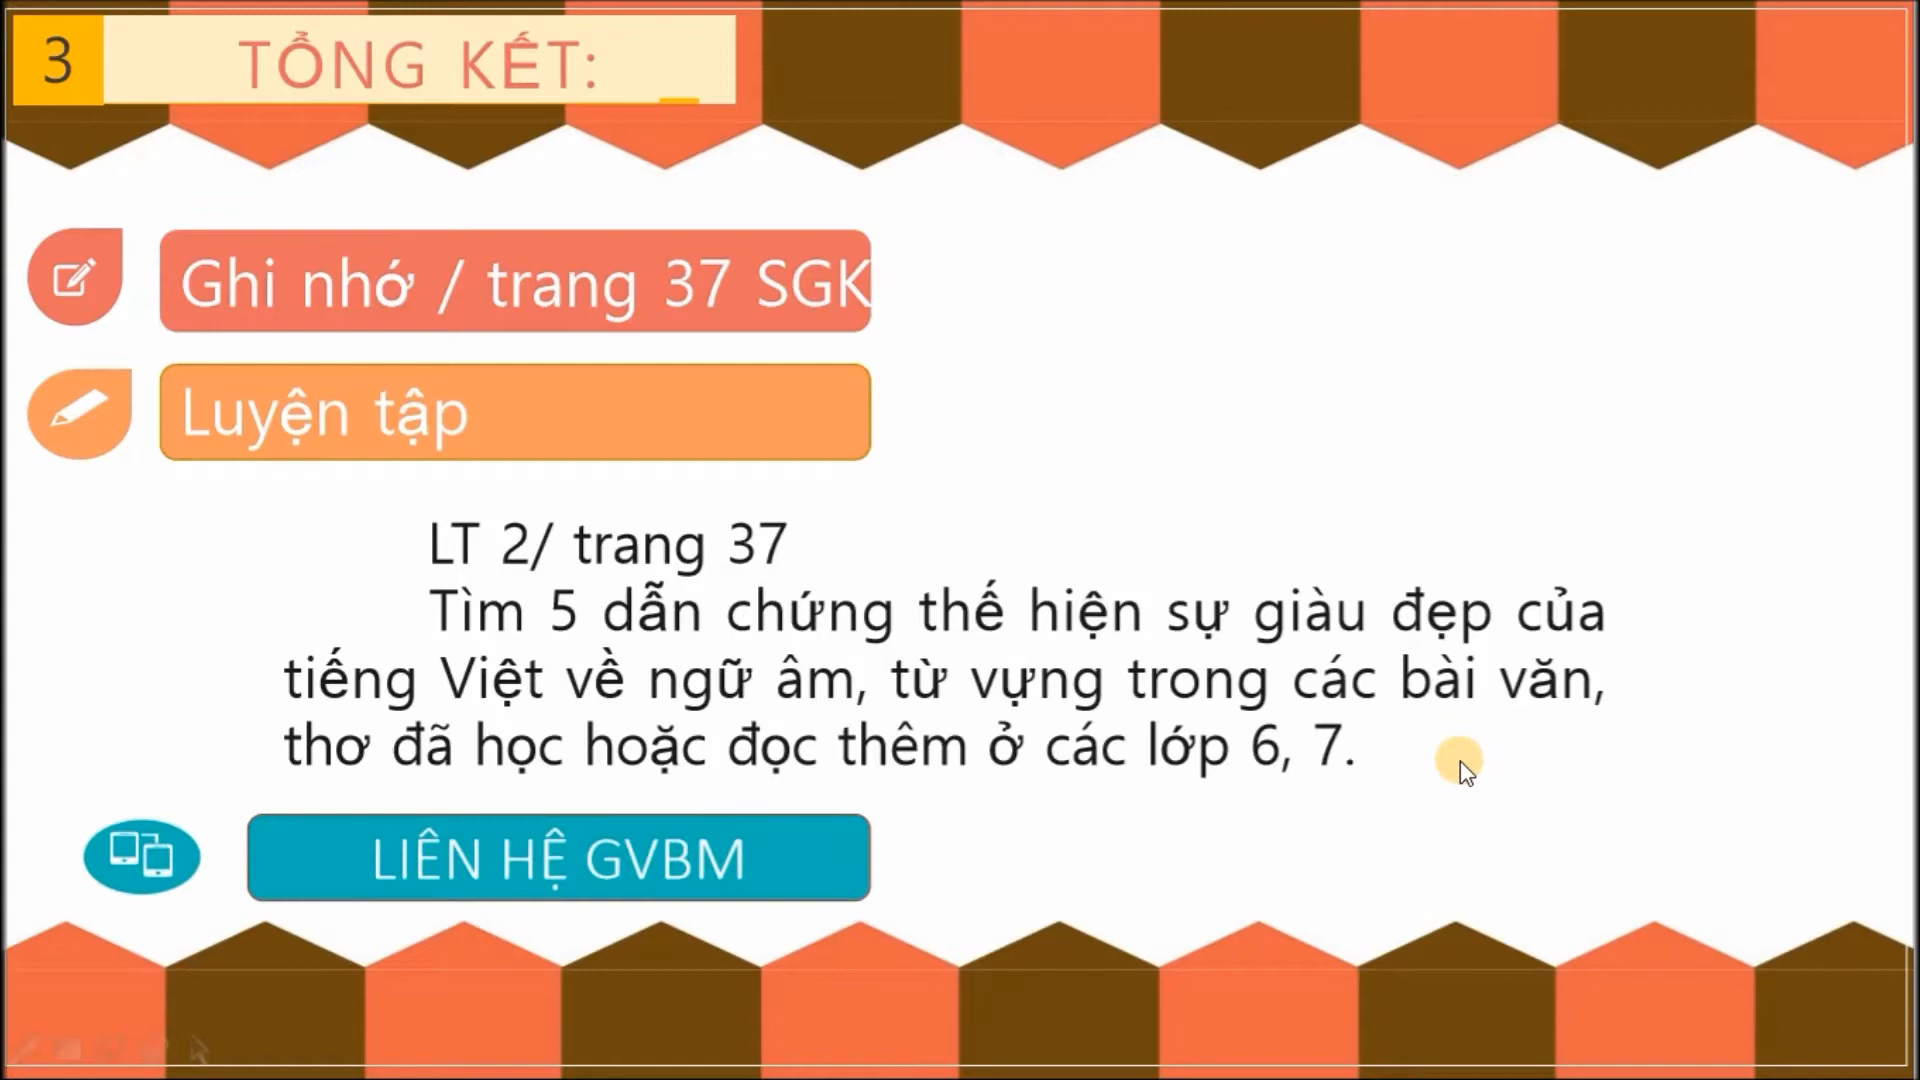 3
TỔNG KẾT:
Ghi nhớ / trang 37 SGK
Luyện tập
LT 2/ trang 37
Tìm 5 dẫn chứng thế hiện sự giàu đẹp của
tiếng Việt về ngữ âm, từ vựng trong các bài văn,
thơ đã học hoặc đọc thêm ở các lớp 6, 7.
LIÊN HỆ GVBM